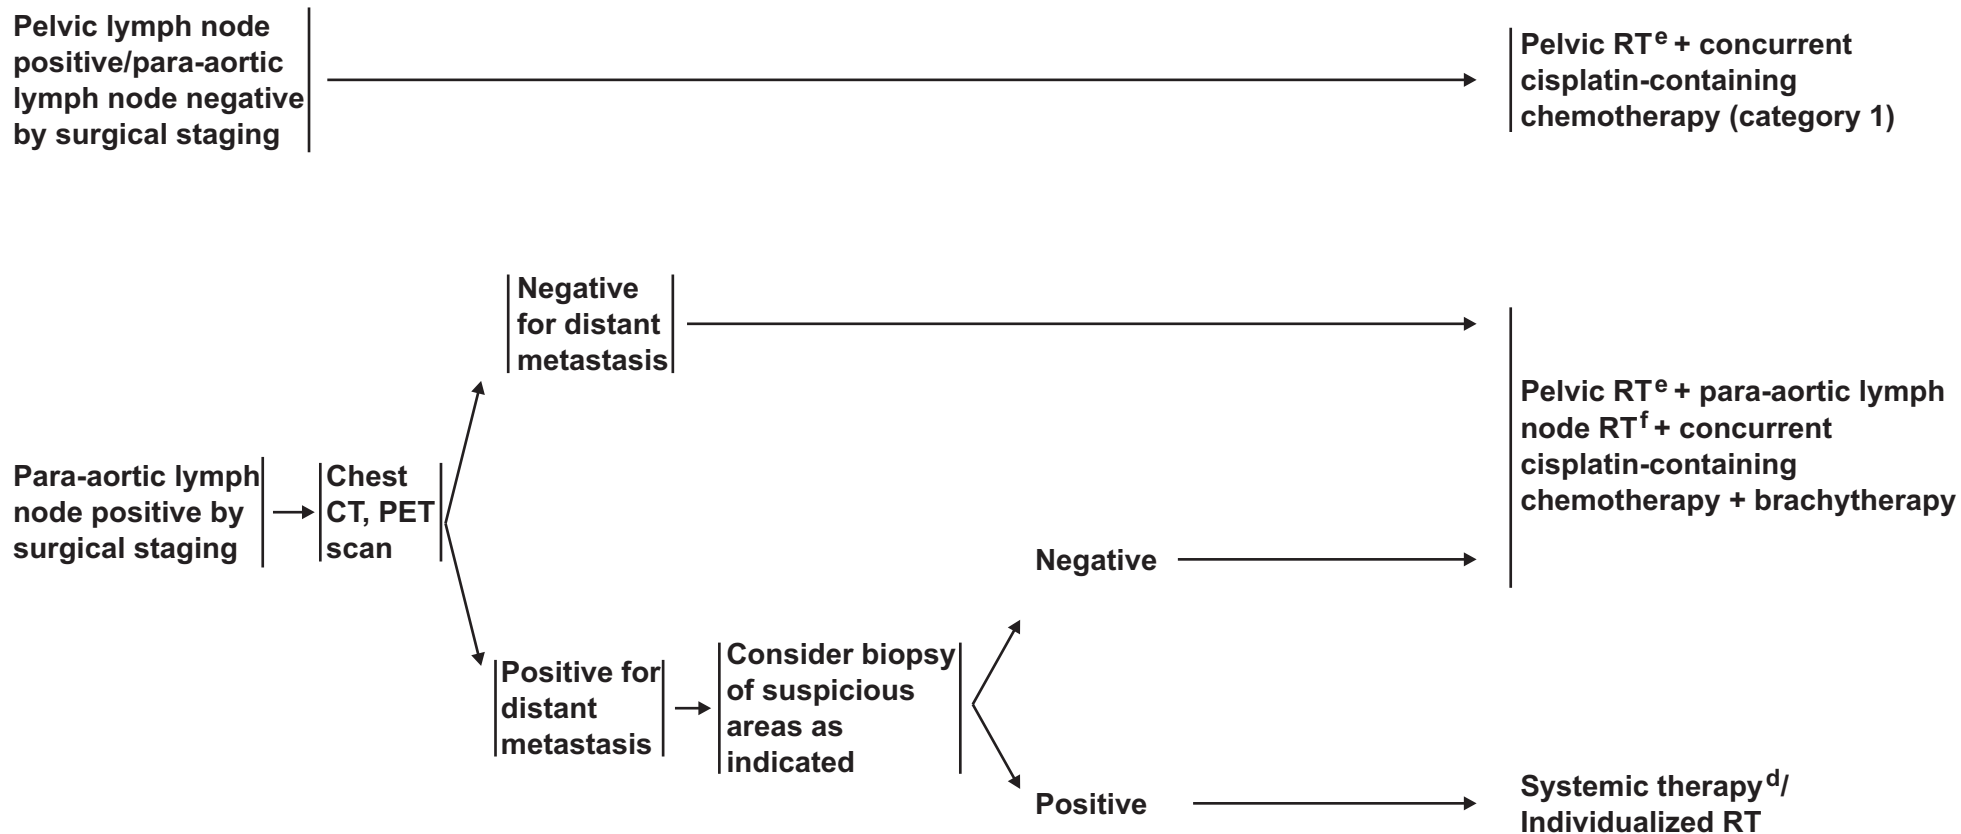 Pelvic lymph node
positive/para-aortic
lymph node negative
by surgical staging
Pelvic RTe + concurrent
cisplatin-containing
chemotherapy (category 1)
Negative
for distant
metastasis
Para-aortic lymph
node positive by
surgical staging
Chest
CT, PET
scan
Positive for
distant
metastasis
Consider biopsy
of suspicious
areas as
indicated
Negative
Pelvic RTe + para-aortic lymph
node RTf + concurrent
cisplatin-containing
chemotherapy + brachytherapy
Positive
Systemic therapyd/
Individualized RT